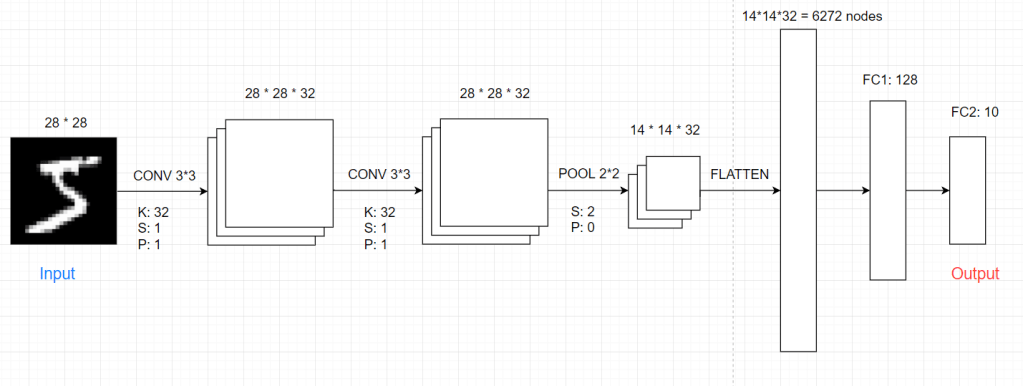 14*14*32 = 6272 nodes
FC1: 128
28 * 28 * 32
28 * 28 * 32
FC2: 10
28 * 28
14 * 14 * 32
CONV 3*3
CONV 3*3
POOL 2*2
FLATTEN
K: 32
S: 1
P: 1
K: 32
S: 1
P: 1
S: 2
P: 0
Input
Output